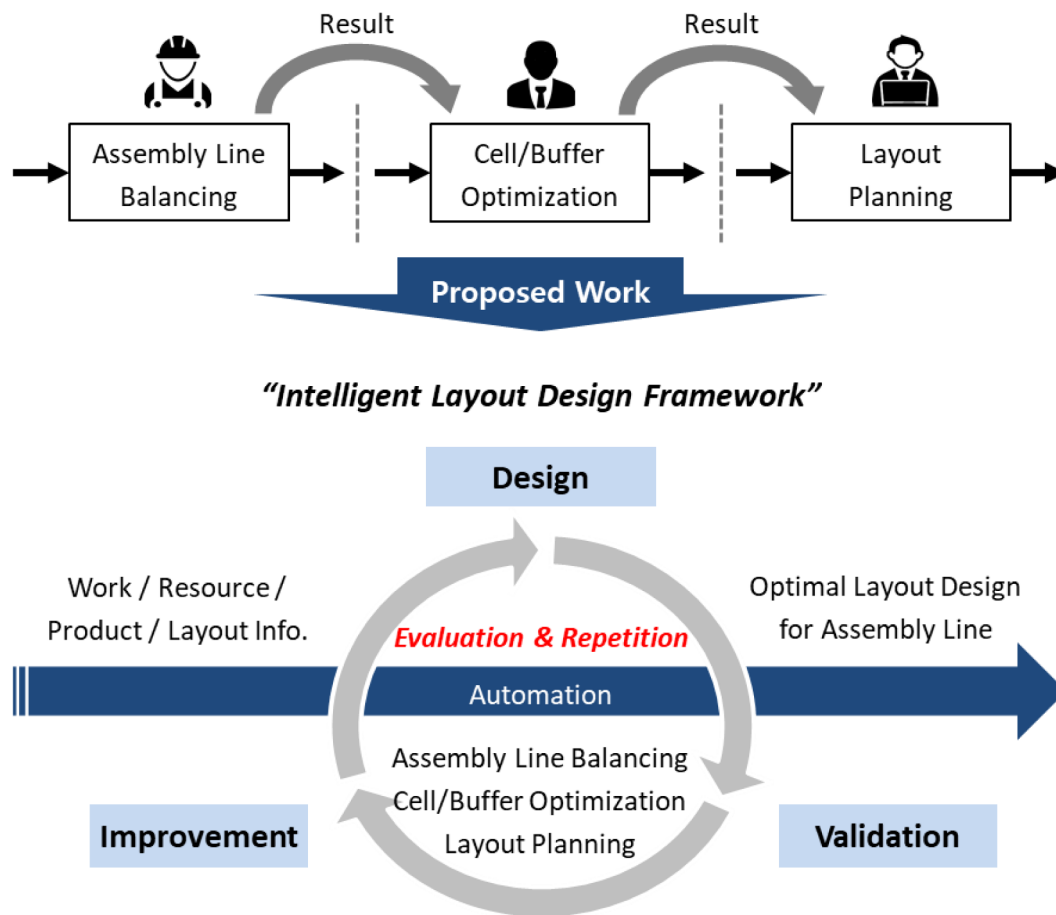 Result
Result
Assembly Line
Balancing
Cell/Buffer
Optimization
Layout
Planning
Proposed Work
“Intelligent Layout Design Framework”
Design
Work / Resource /
Product / Layout Info.
Optimal Layout Design
for Assembly Line
Evaluation & Repetition
Automation
Assembly Line Balancing
Cell/Buffer Optimization
Layout Planning
Improvement
Validation